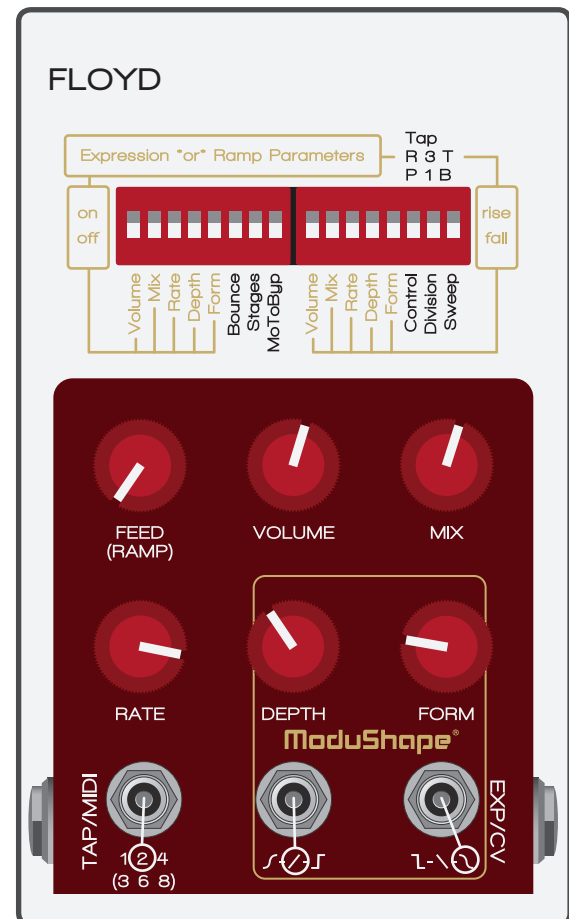 FLOYD
Expression "or" Ramp Parameters
Tap
R 3 T
P 1 B
on
off
rise
fall
Volume
Mix
Rate
Depth
Form
Bounce
Stages
MoToByp
Volume
Mix
Rate
Depth
Form
Control
Division
Sweep
FEED
(RAMP)
VOLUME
MIX
RATE
DEPTH
FORM
ModuShape®
TAP/MIDI
EXP/CV
1 2 4
(3 6 8)